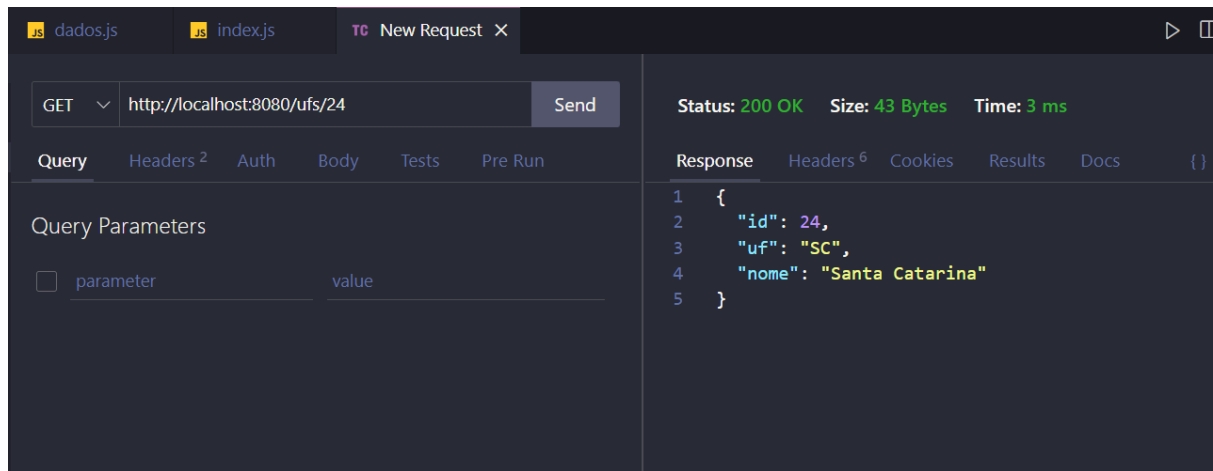 JS dados.js JS index.js TC New Request ×
GET http://localhost:8080/ufs/24 Send
Query Headers 2 Auth Body Tests Pre Run
Query Parameters
parameter value
Status: 200 OK Size: 43 Bytes Time: 3 ms
Response Headers 6 Cookies Results Docs { }
1 {
2 "id": 24,
3 "uf": "SC",
4 "nome": "Santa Catarina"
5 }